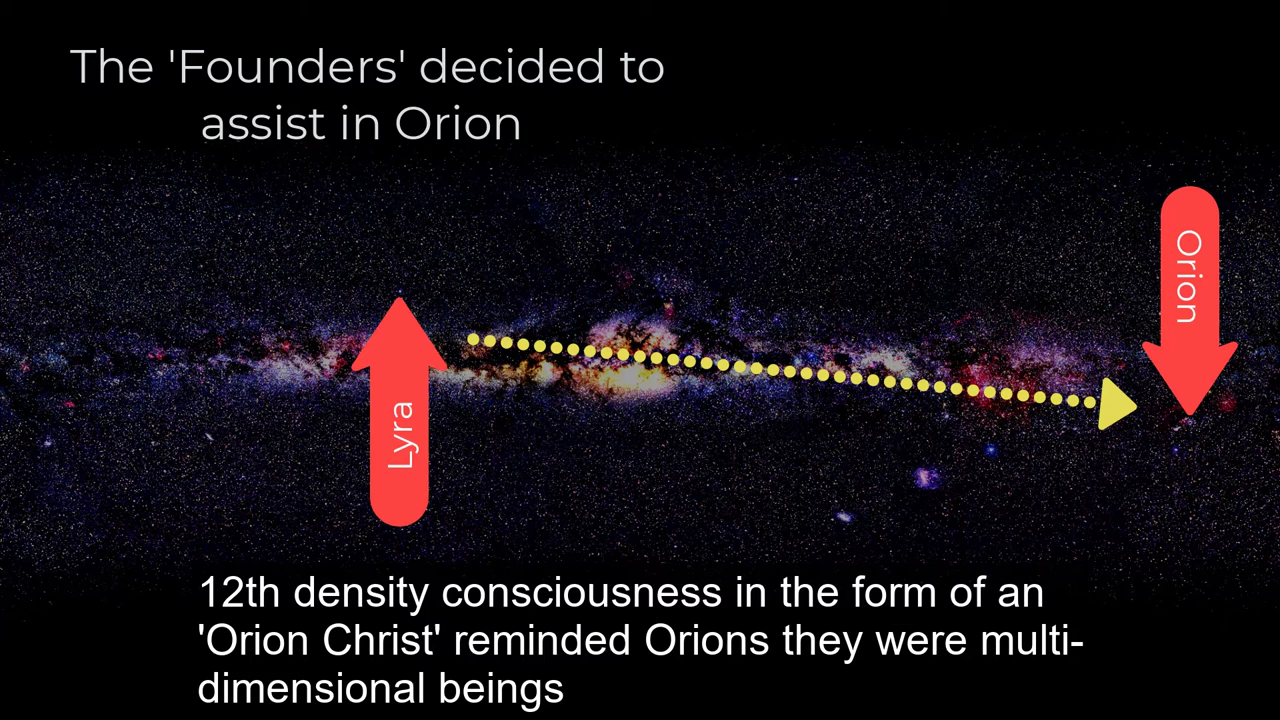 The 'Founders' decided to
assist in Orion
Orion
Lyra
12th density consciousness in the form of an
'Orion Christ' reminded Orions they were multi-
dimensional beings